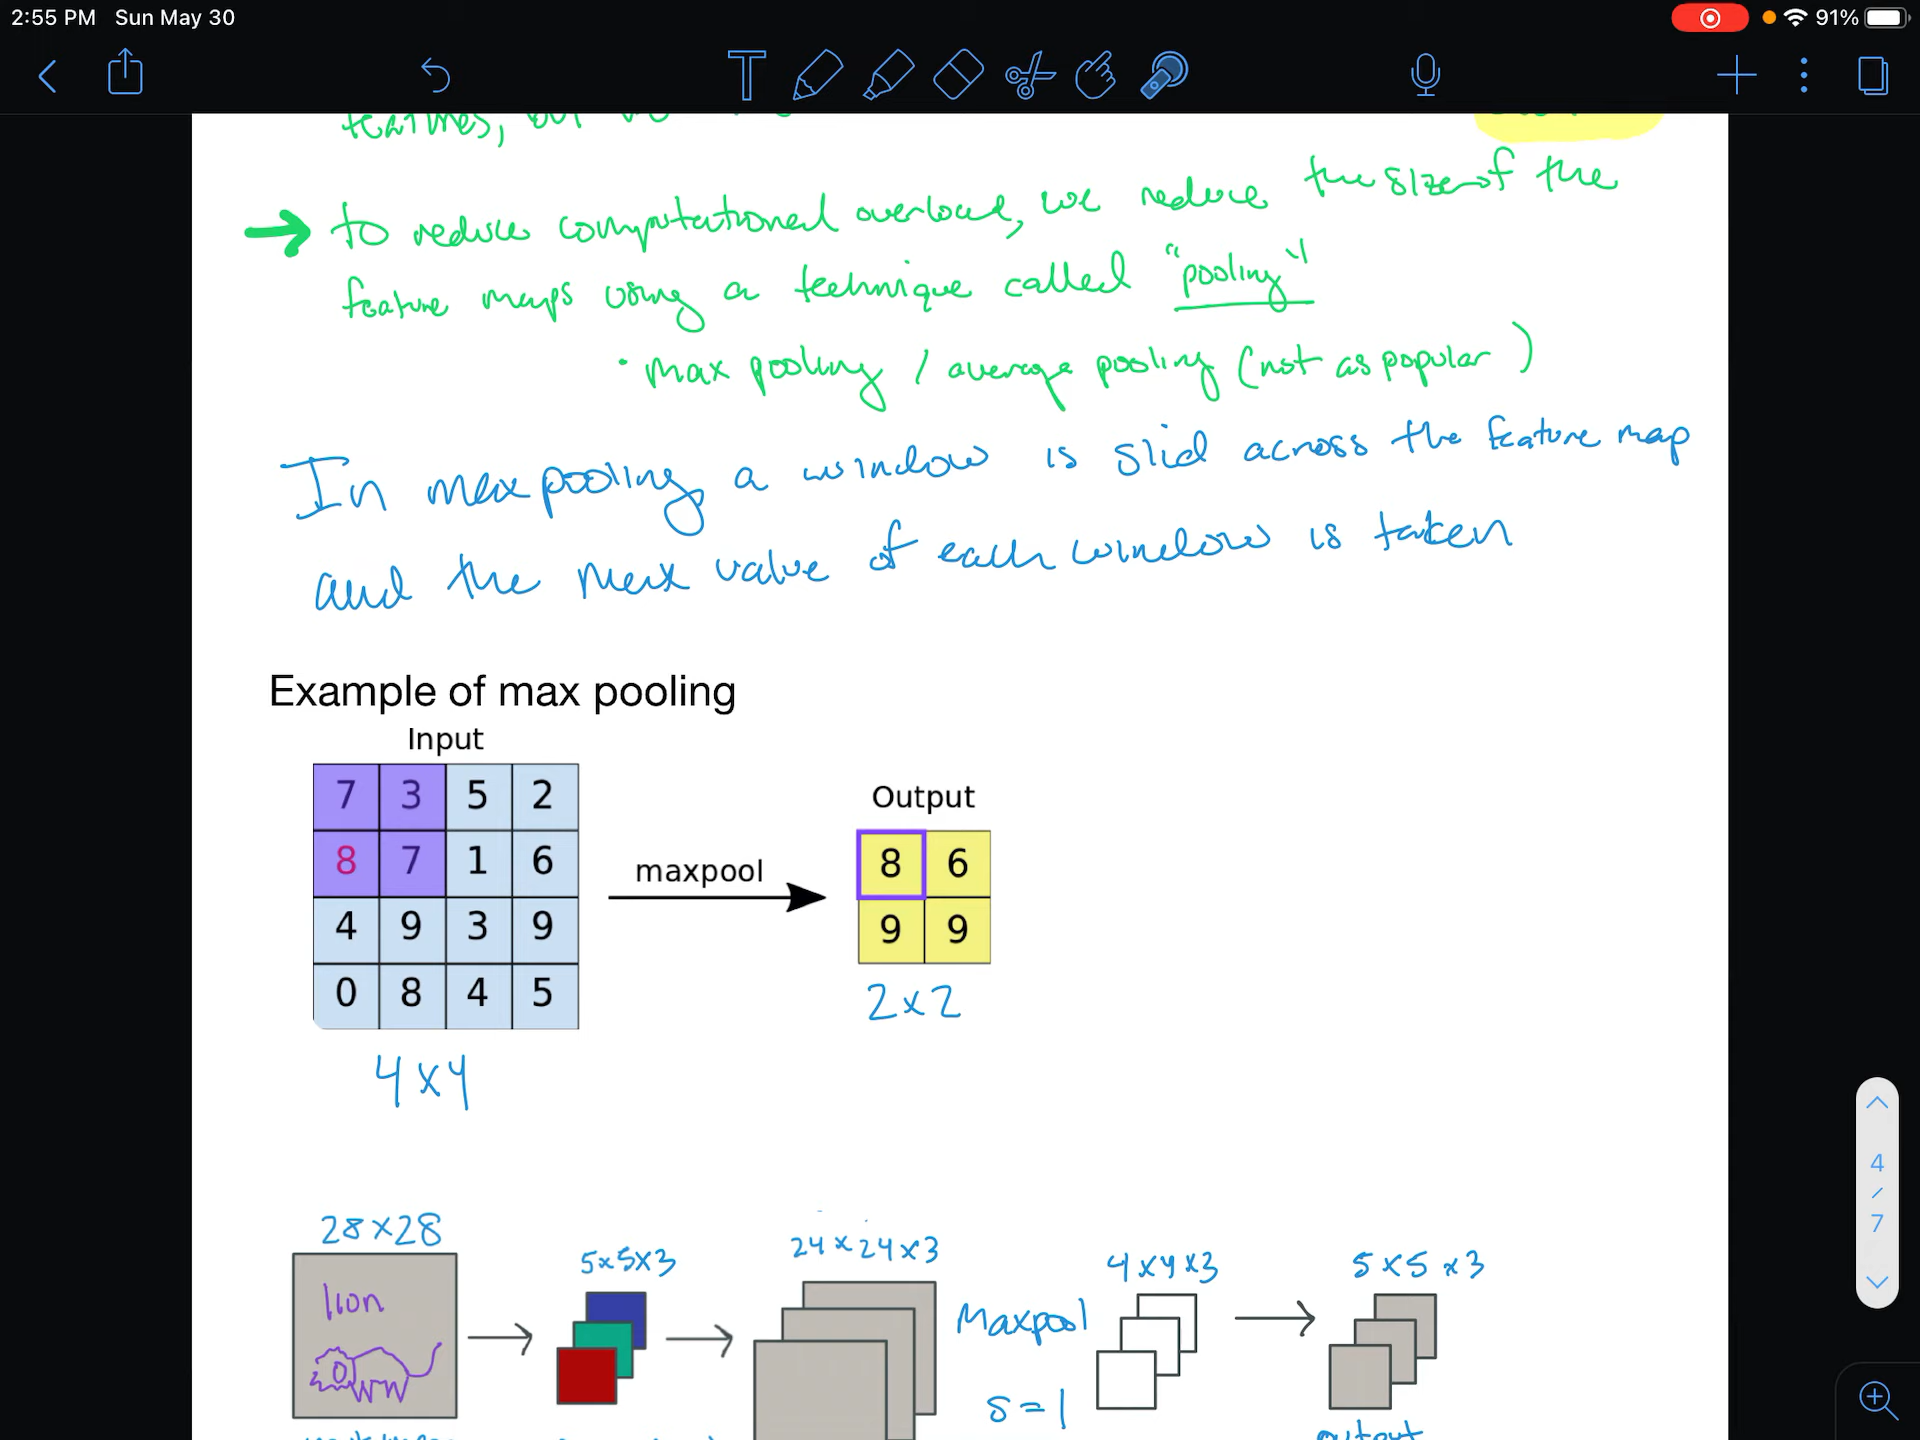 2:55 PM Sun May 30
91%
features, but
→ to reduce computational overload, we reduce the size of the
feature maps using a technique called "pooling"
• max pooling / average pooling (not as popular)
In max pooling a window is slid across the feature map
and the max value of each window is taken
Example of max pooling
Input
7 3 5 2
8 7 1 6
4 9 3 9
0 8 4 5
4x4
maxpool
Output
8 6
9 9
2x2
4
/
7
28x28
lion
5x5x3
24x24x3
Maxpool
s=1
4x4x3
5x5x3
output